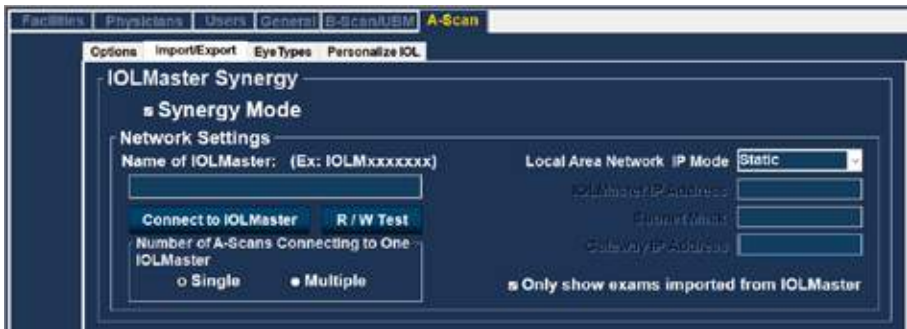 Facilities Physicians Users General B-Scan/UBM A-Scan
Options Import/Export Eye Types Personalize IOL
IOLMaster Synergy
Synergy Mode
Network Settings
Name of IOLMaster: (Ex: IOLMxxxxxxx)
Local Area Network IP Mode Static
IOLMaster IP Address
Subnet Mask
Gateway IP Address
Connect to IOLMaster R / W Test
Number of A-Scans Connecting to One
IOLMaster
Single Multiple
Only show exams imported from IOLMaster